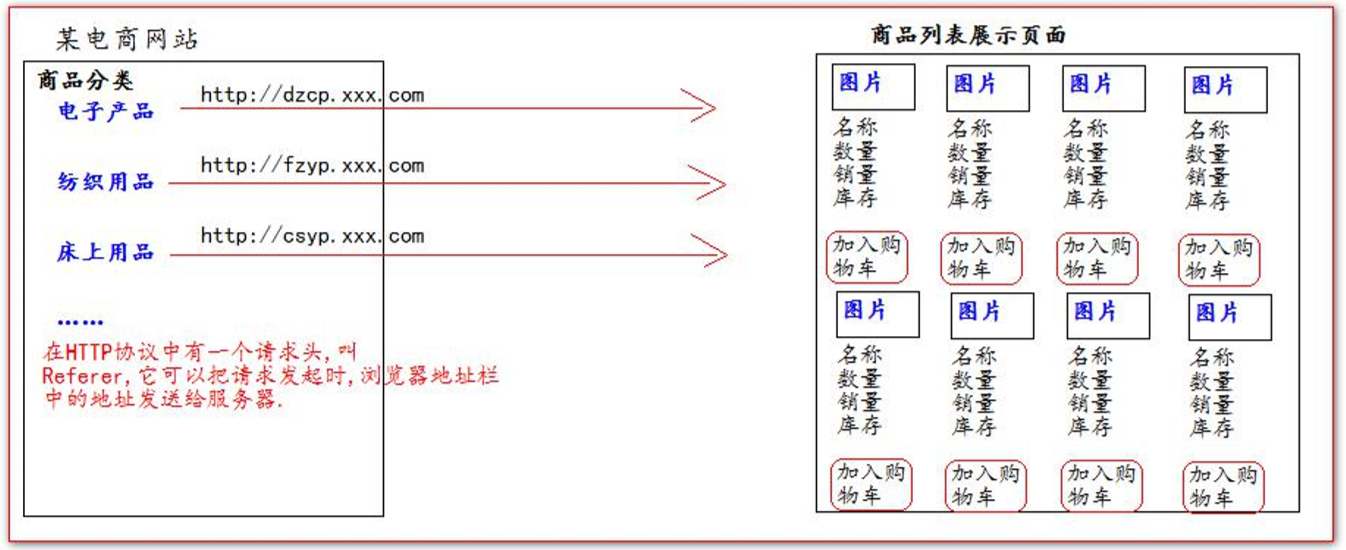 某电商网站
商品分类
电子产品
http://dzcp.xxx.com
纺织用品
http://fzyp.xxx.com
床上用品
http://csyp.xxx.com
……
在HTTP协议中有一个请求头,叫
Referer,它可以把请求发起时,浏览器地址栏
中的地址发送给服务器.
商品列表展示页面
图片
名称
数量
销量
库存
加入购
物车
图片
名称
数量
销量
库存
加入购
物车
图片
名称
数量
销量
库存
加入购
物车
图片
名称
数量
销量
库存
加入购
物车
图片
名称
数量
销量
库存
加入购
物车
图片
名称
数量
销量
库存
加入购
物车
图片
名称
数量
销量
库存
加入购
物车
图片
名称
数量
销量
库存
加入购
物车